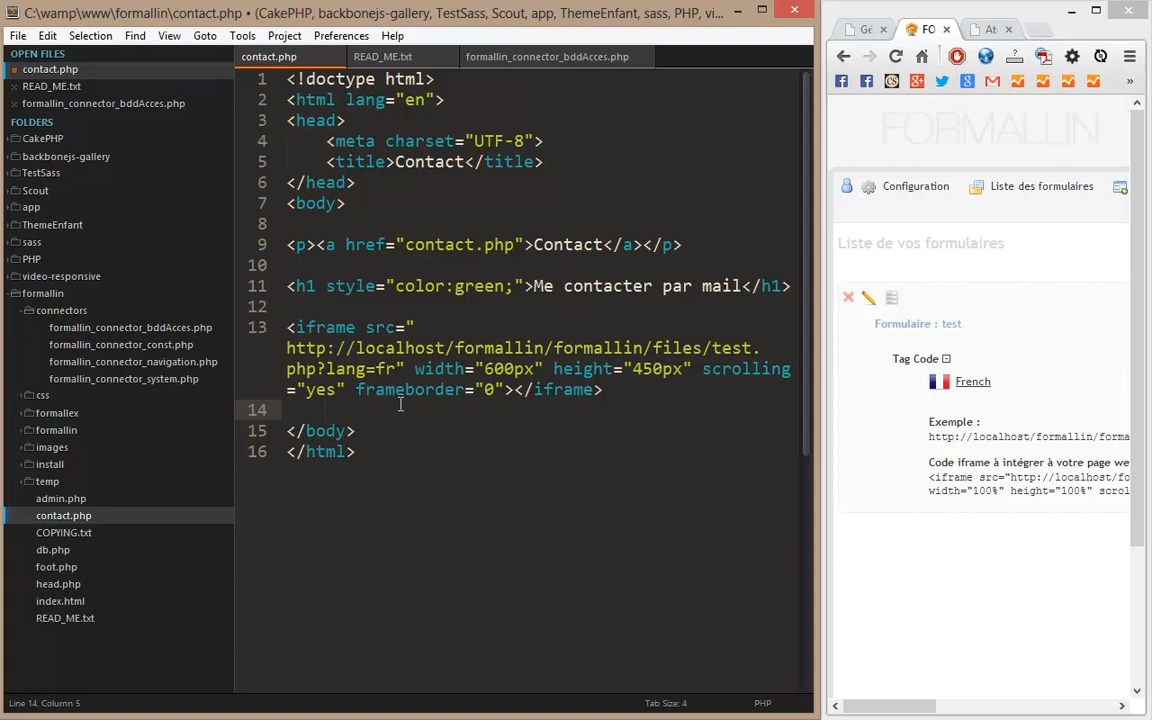 C:\wamp\www\formallin\contact.php • (CakePHP, backbonejs-gallery, TestSass, Scout, app, ThemeEnfant, sass, PHP, vi...
File Edit Selection Find View Goto Tools Project Preferences Help
OPEN FILES
contact.php
READ_ME.txt
formallin_connector_bddAcces.php
FOLDERS
CakePHP
backbonejs-gallery
TestSass
Scout
app
ThemeEnfant
sass
PHP
video-responsive
formallin
connectors
formallin_connector_bddAcces.php
formallin_connector_const.php
formallin_connector_navigation.php
formallin_connector_system.php
css
formallex
formallin
images
install
temp
admin.php
contact.php
COPYING.txt
db.php
foot.php
head.php
index.html
READ_ME.txt
contact.php READ_ME.txt formallin_connector_bddAcces.php
1 <!doctype html>
2 <html lang="en">
3 <head>
4 <meta charset="UTF-8">
5 <title>Contact</title>
6 </head>
7 <body>
8
9 <p><a href="contact.php">Contact</a></p>
10
11 <h1 style="color:green;">Me contacter par mail</h1>
12
13 <iframe src="
http://localhost/formallin/formallin/files/test.
php?lang=fr" width="600px" height="450px" scrolling
="yes" frameborder="0"></iframe>
14
15 </body>
16 </html>
Line 14, Column 5 Tab Size: 4 PHP
Gé FO Ate
FORMALLIN
Configuration Liste des formulaires
Liste de vos formulaires
Formulaire : test
Tag Code
French
Exemple :
http://localhost/formallin/forma
Code iframe à intégrer à votre page we
<iframe src="http://localhost/fo
width="100%" height="100%" scrol